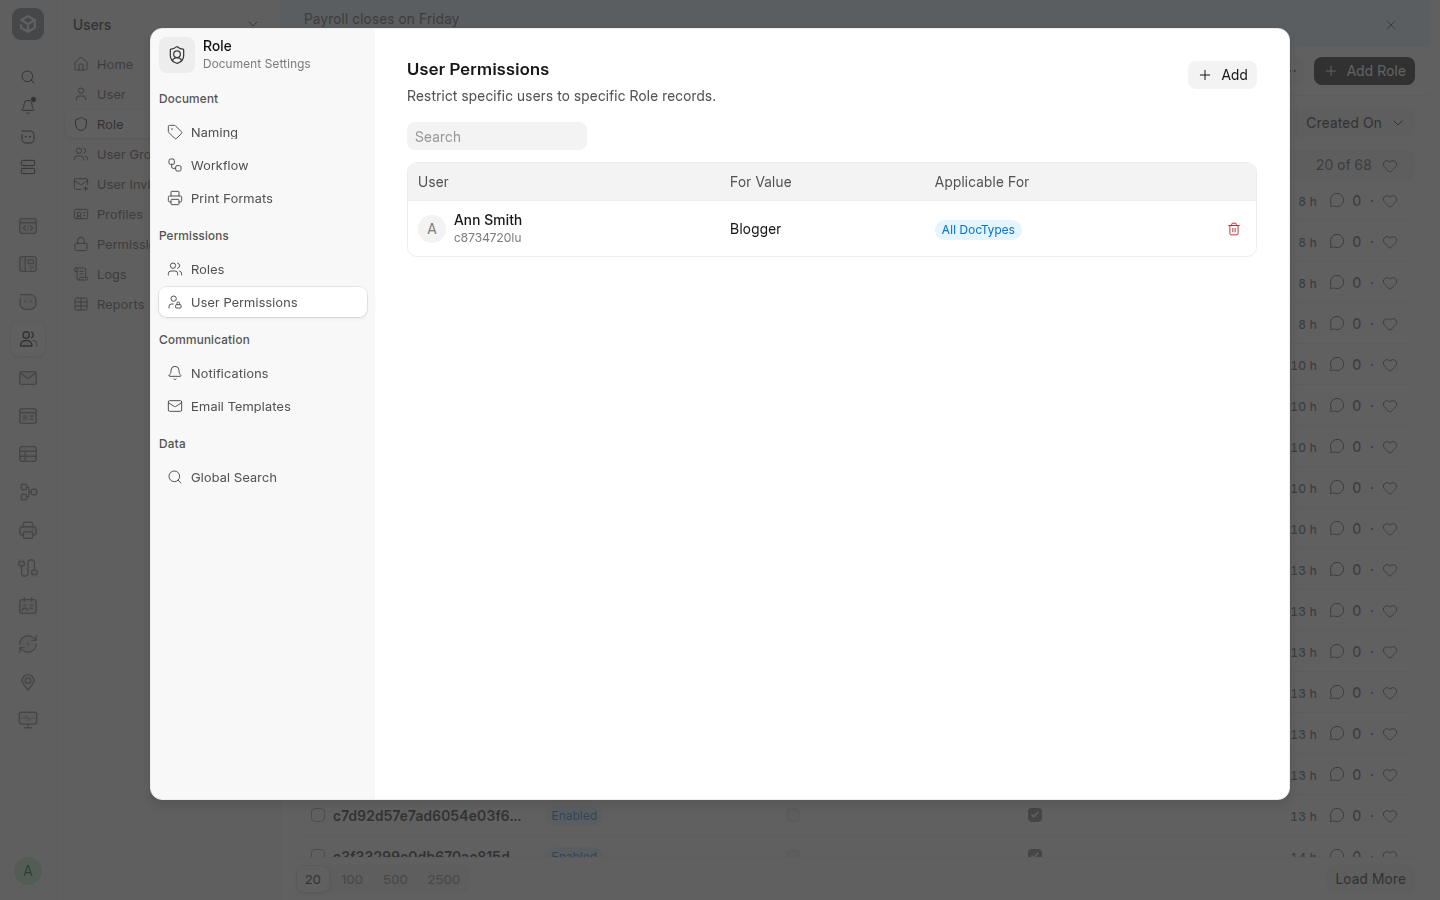 Users
Payroll closes on Friday
Home
User
Role
User Gro
User Invi
Profiles
Permissi
Logs
Reports
Role
Document Settings
Document
Naming
Workflow
Print Formats
Permissions
Roles
User Permissions
Communication
Notifications
Email Templates
Data
Global Search
User Permissions
Restrict specific users to specific Role records.
Add
Search
User For Value Applicable For
A Ann Smith Blogger All DocTypes
c8734720lu
Add Role
Created On
20 of 68
8 h 0
8 h 0
8 h 0
8 h 0
10 h 0
10 h 0
10 h 0
10 h 0
10 h 0
13 h 0
13 h 0
13 h 0
13 h 0
13 h 0
13 h 0
c7d92d57e7ad6054e03f6... Enabled 13 h 0
Enabled 14 h 0
A
20 100 500 2500
Load More